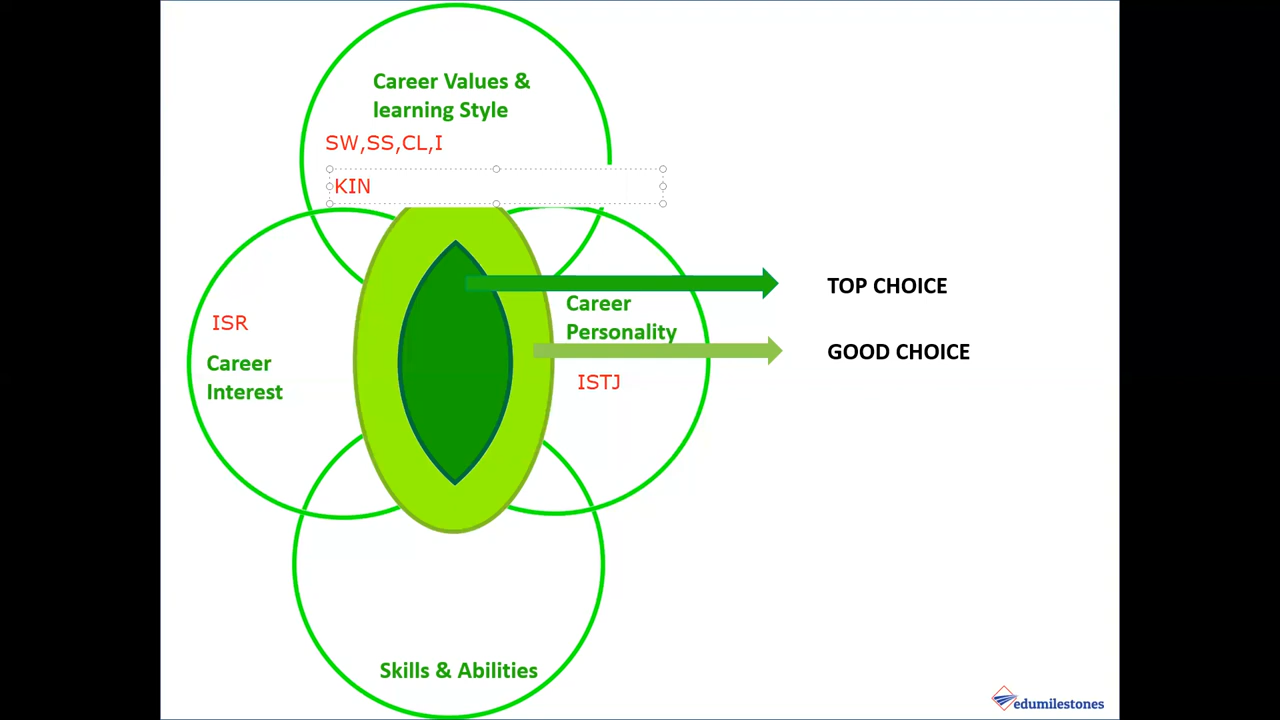 Career Values &
learning Style
SW,SS,CL,I
KIN
TOP CHOICE
Career
Personality
ISTJ
GOOD CHOICE
ISR
Career
Interest
Skills & Abilities
edumilestones